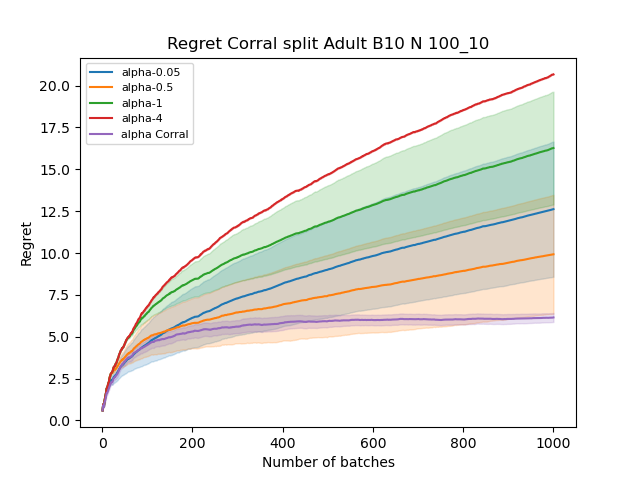 Regret Corral split Adult B10 N 100_10
alpha-0.05
alpha-0.5
alpha-1
alpha-4
alpha Corral
20.0
17.5
15.0
12.5
10.0
7.5
5.0
2.5
0.0
Regret
0 200 400 600 800 1000
Number of batches